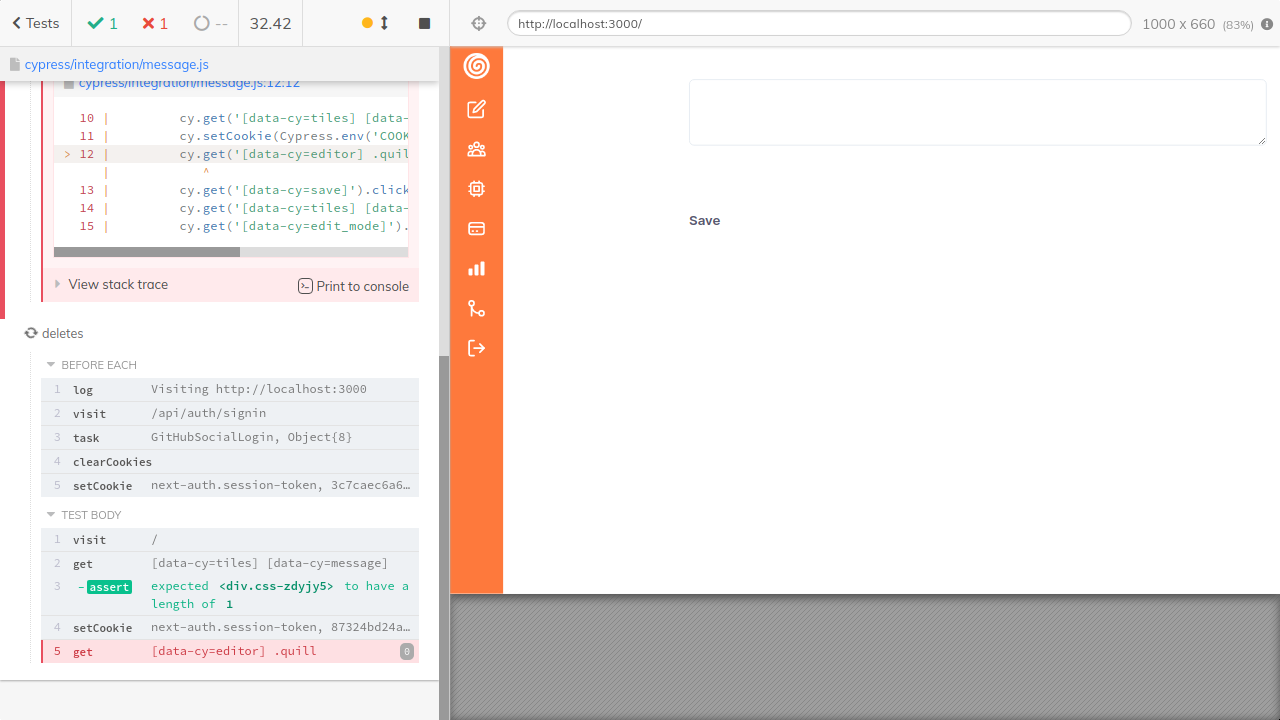 Tests
1
1
--
32.42
http://localhost:3000/
1000 x 660 (83%)
cypress/integration/message.js
cypress/integration/message.js:12:12
10 | cy.get('[data-cy=tiles] [data-
11 | cy.setCookie(Cypress.env('COOK
> 12 | cy.get('[data-cy=editor] .quil
| ^
13 | cy.get('[data-cy=save]').click
14 | cy.get('[data-cy=tiles] [data-
15 | cy.get('[data-cy=edit_mode]').
View stack trace
Print to console
deletes
BEFORE EACH
1 log Visiting http://localhost:3000
2 visit /api/auth/signin
3 task GitHubSocialLogin, Object{8}
4 clearCookies
5 setCookie next-auth.session-token, 3c7caec6a6…
TEST BODY
1 visit /
2 get [data-cy=tiles] [data-cy=message]
3 -assert expected <div.css-zdyjy5> to have a
length of 1
4 setCookie next-auth.session-token, 87324bd24a…
5 get [data-cy=editor] .quill 0
Save